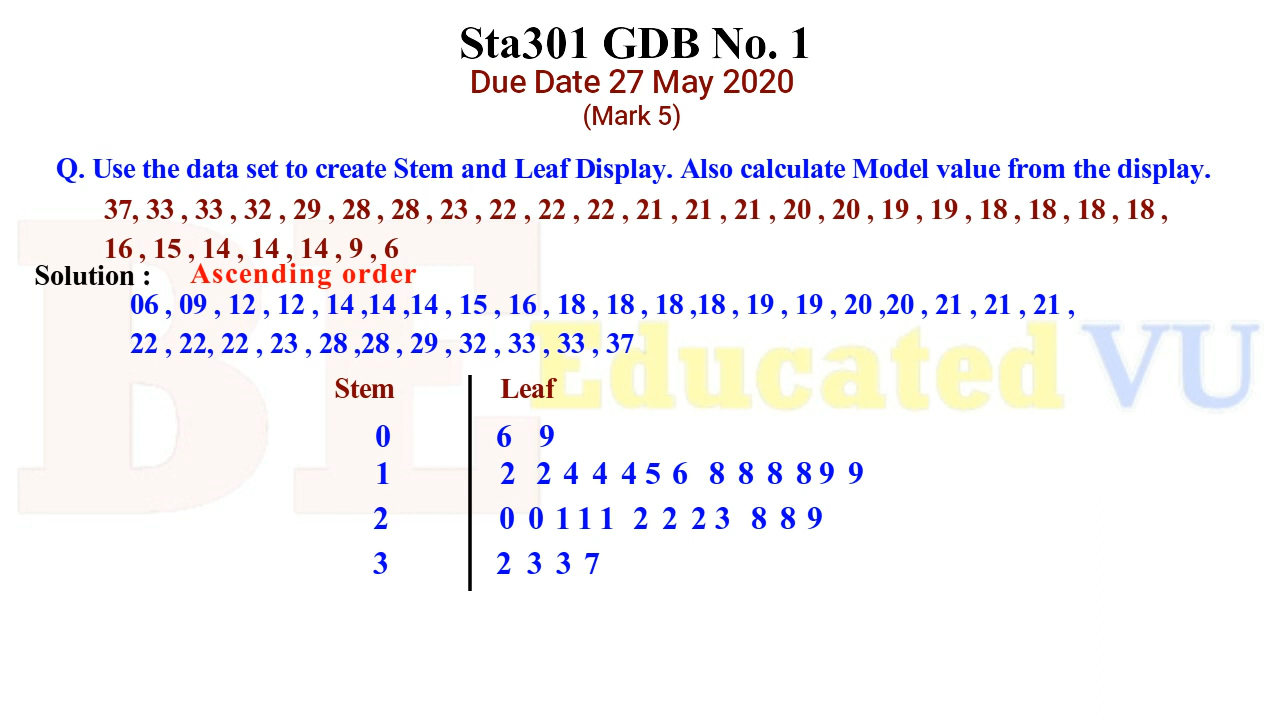 Sta301 GDB No. 1
Due Date 27 May 2020
(Mark 5)
Q. Use the data set to create Stem and Leaf Display. Also calculate Model value from the display.
37, 33 , 33 , 32 , 29 , 28 , 28 , 23 , 22 , 22 , 22 , 21 , 21 , 21 , 20 , 20 , 19 , 19 , 18 , 18 , 18 , 18 ,
16 , 15 , 14 , 14 , 14 , 9 , 6
Solution : Ascending order
06 , 09 , 12 , 12 , 14 ,14 ,14 , 15 , 16 , 18 , 18 , 18 ,18 , 19 , 19 , 20 ,20 , 21 , 21 , 21 ,
22 , 22, 22 , 23 , 28 ,28 , 29 , 32 , 33 , 33 , 37
BE Educated VU
Stem Leaf
0 6 9
1 2 2 4 4 4 5 6 8 8 8 8 9 9
2 0 0 1 1 1 2 2 2 3 8 8 9
3 2 3 3 7